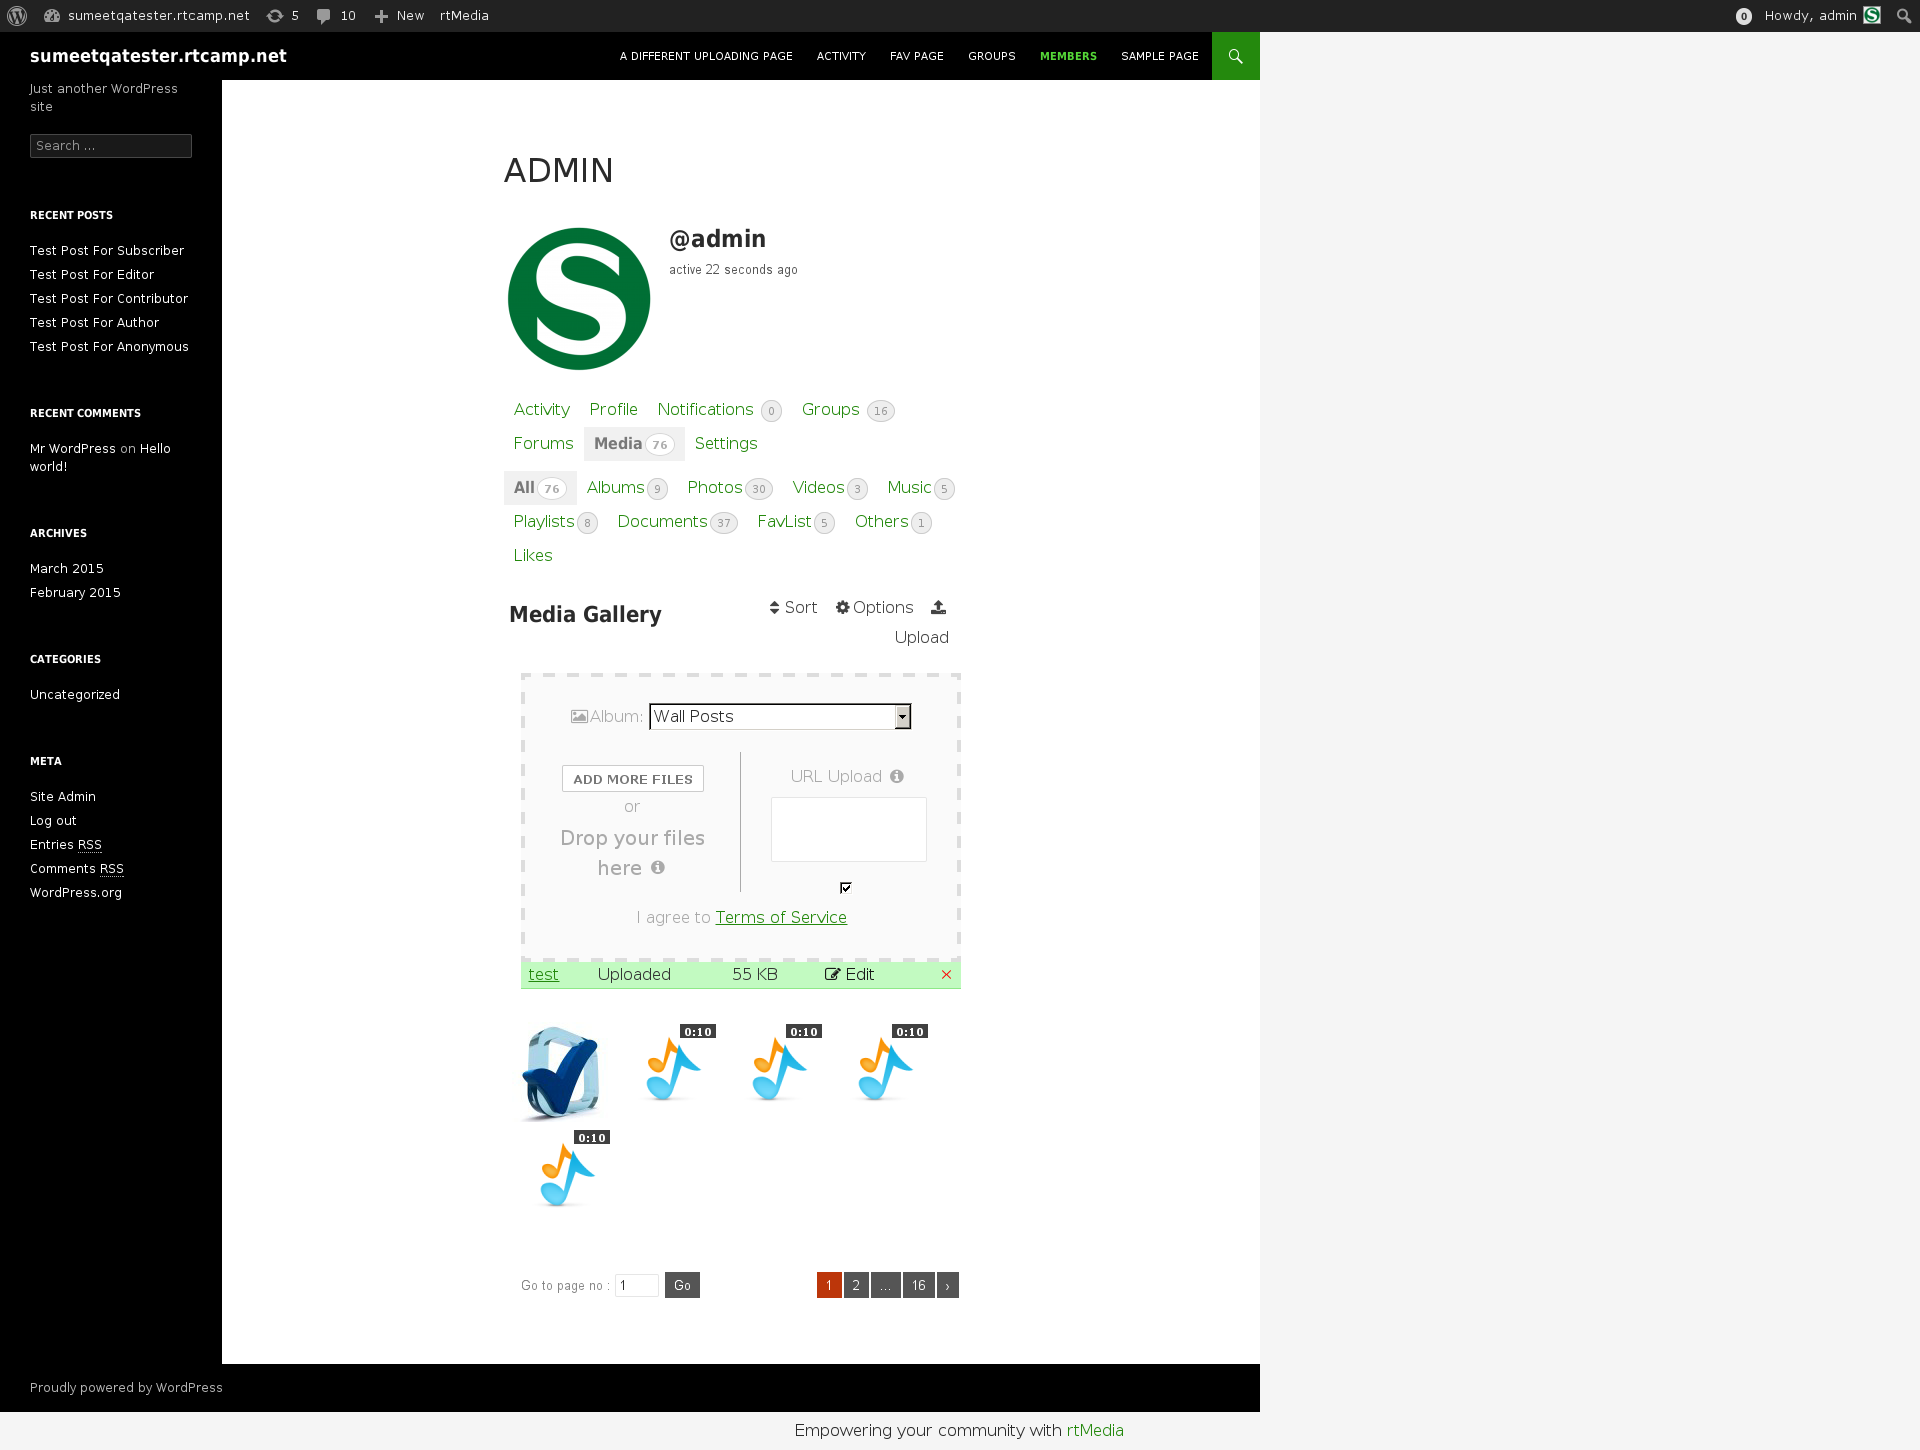 sumeetqatester.rtcamp.net 5 10 New rtMedia 0 Howdy, admin
sumeetqatester.rtcamp.net
A DIFFERENT UPLOADING PAGE ACTIVITY FAV PAGE GROUPS MEMBERS SAMPLE PAGE
Just another WordPress
site
Search ...
RECENT POSTS
Test Post For Subscriber
Test Post For Editor
Test Post For Contributor
Test Post For Author
Test Post For Anonymous
RECENT COMMENTS
Mr WordPress on Hello
world!
ARCHIVES
March 2015
February 2015
CATEGORIES
Uncategorized
META
Site Admin
Log out
Entries RSS
Comments RSS
WordPress.org
ADMIN
S
@admin
active 22 seconds ago
Activity Profile Notifications 0 Groups 16
Forums Media 76 Settings
All 76 Albums 9 Photos 30 Videos 3 Music 5
Playlists 8 Documents 37 FavList 5 Others 1
Likes
Media Gallery
Sort Options
Upload
Album: Wall Posts
ADD MORE FILES
or
Drop your files
here
URL Upload
I agree to Terms of Service
test Uploaded 55 KB Edit ×
0:10 0:10 0:10
0:10
Go to page no : 1 Go 1 2 ... 16 ›
Proudly powered by WordPress
Empowering your community with rtMedia